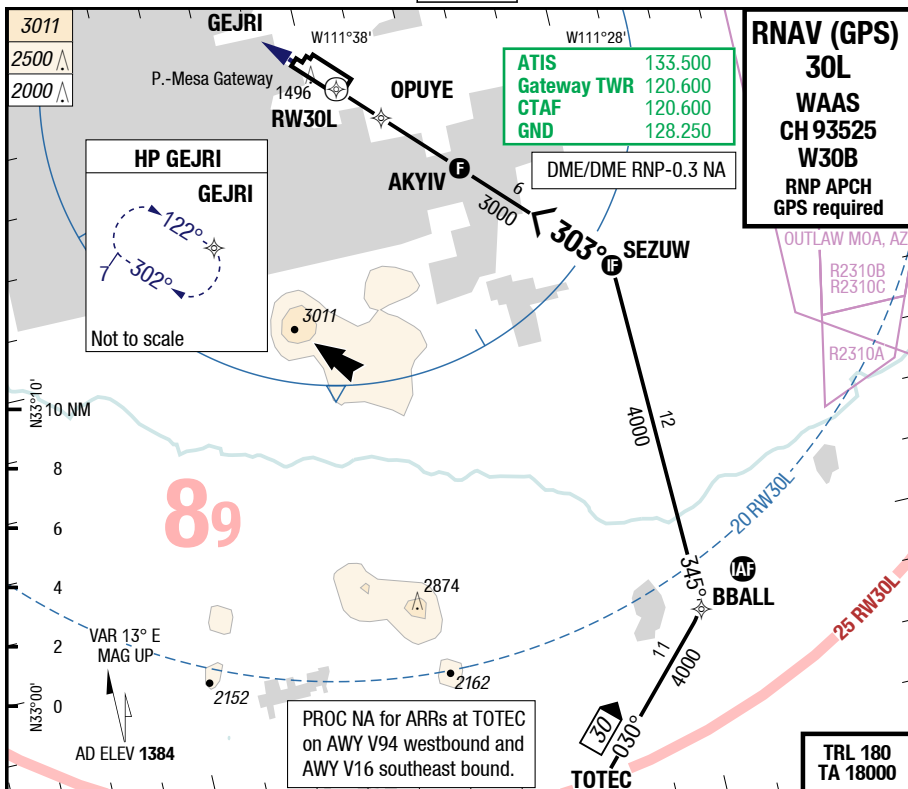 3011
2500
2000
GEJRI
W111°38'
W111°28'
P.-Mesa Gateway
1496
RW30L
OPUYE
ATIS 133.500
Gateway TWR 120.600
CTAF 120.600
GND 128.250
DME/DME RNP-0.3 NA
RNAV (GPS)
30L
WAAS
CH 93525
W30B
RNP APCH
GPS required
HP GEJRI
GEJRI
122°
302°
7
Not to scale
AKYIV
F
6
3000
303°
SEZUW
IF
OUTLAW MOA, AZ
R2310B
R2310C
R2310A
3011
N33°10'
10 NM
8
6
4
2
0
N33°00'
12
4000
89
20 RW30L
2874
345°
IAF
BBALL
25 RW30L
VAR 13° E
MAG UP
2152
2162
11
4000
30
030°
TOTEC
AD ELEV 1384
PROC NA for ARRs at TOTEC
on AWY V94 westbound and
AWY V16 southeast bound.
TRL 180
TA 18000